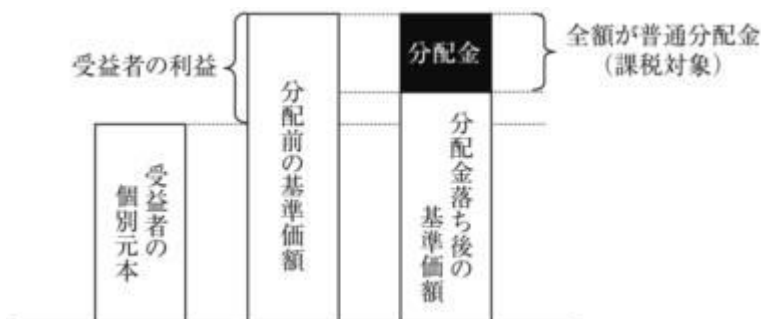 受益者の利益
分配金
全額が普通分配金
（課税対象）
受益者の
個別元本
分配前の基準価額
分配金落ち後の
基準価額